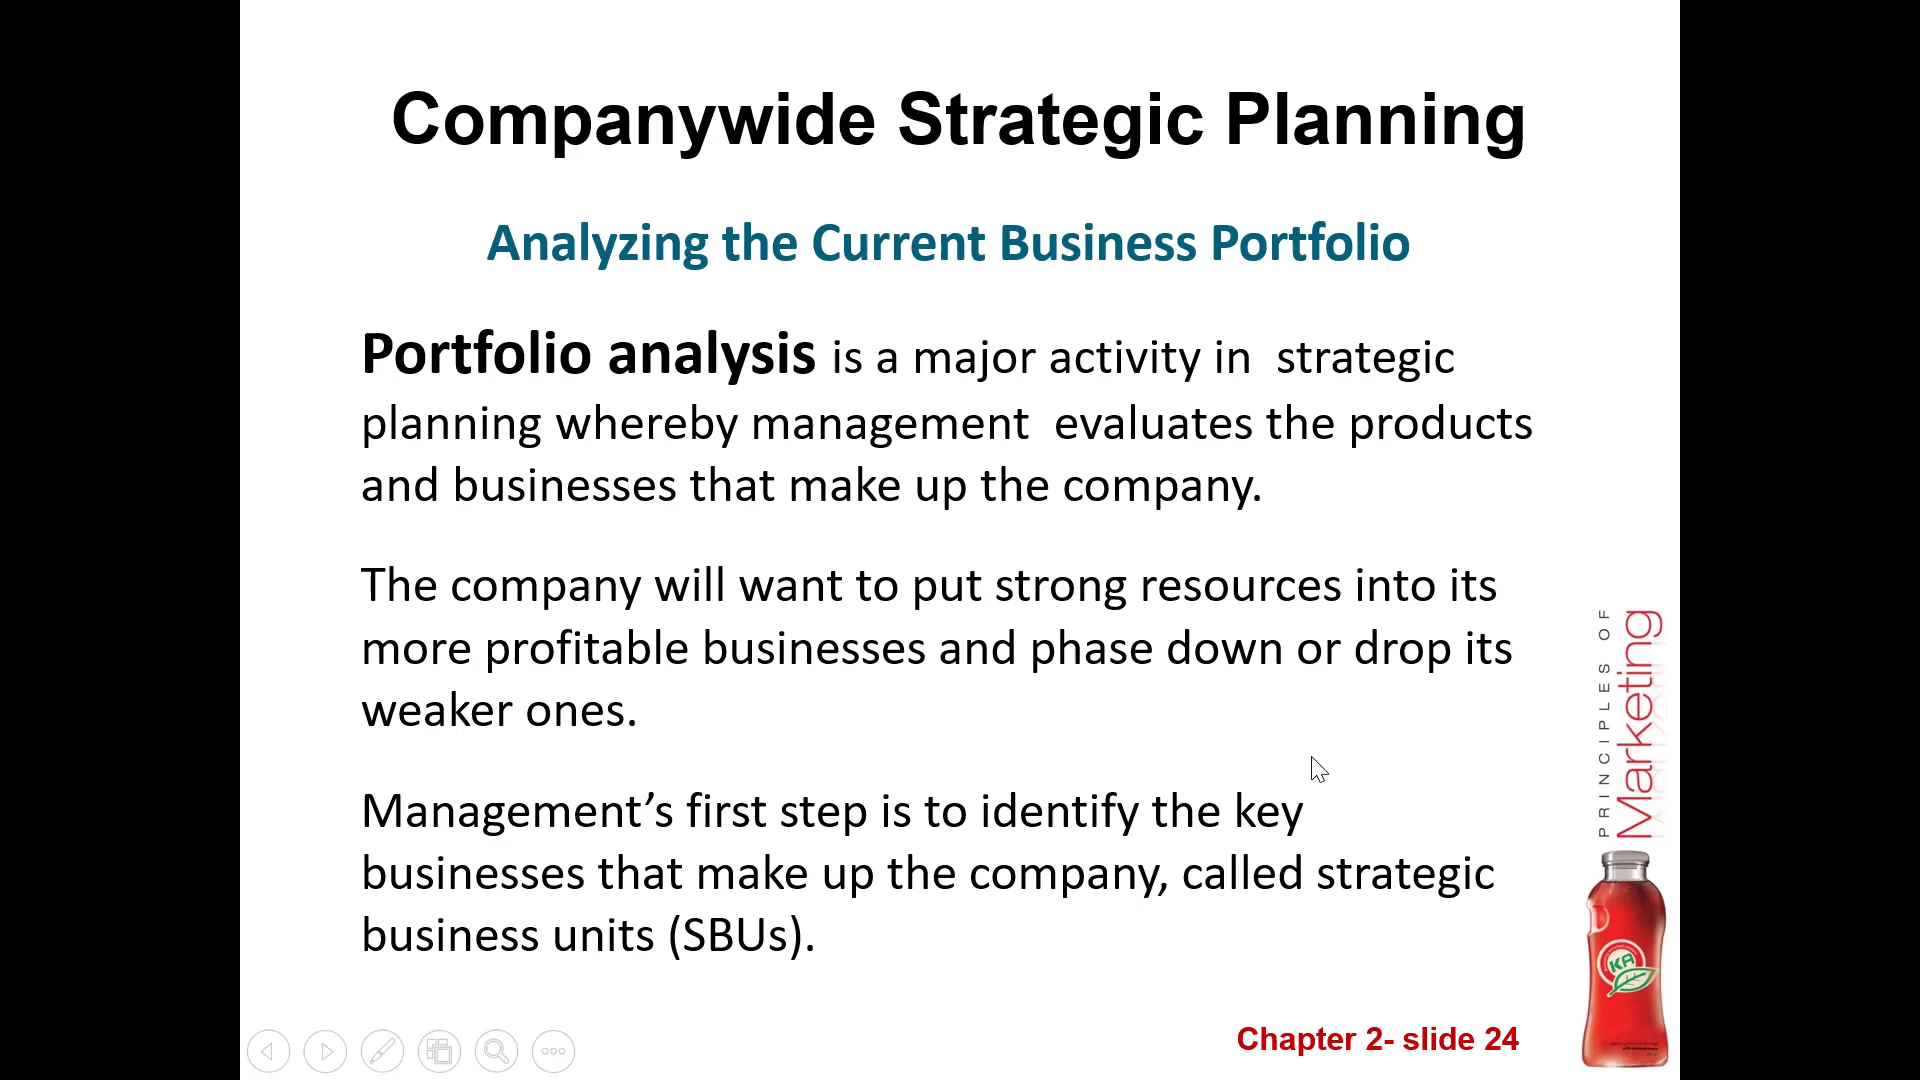 Companywide Strategic Planning
Analyzing the Current Business Portfolio
Portfolio analysis is a major activity in  strategic
planning whereby management  evaluates the products
and businesses that make up the company.
The company will want to put strong resources into its
more profitable businesses and phase down or drop its
weaker ones.
Management’s first step is to identify the key
businesses that make up the company, called strategic
business units (SBUs).
PRINCIPLES OF
Marketing
KA
Chapter 2- slide 24